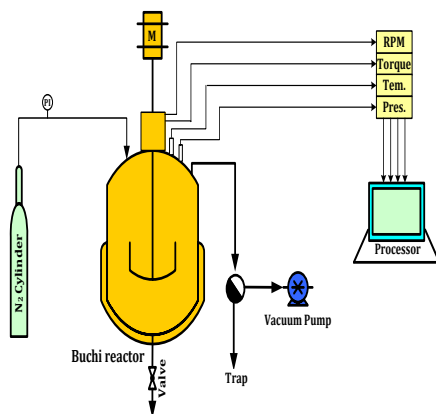 M
RPM
Torque
Tem.
Pres.
PI
N2 Cylinder
Processor
Buchi reactor
Valve
Vacuum Pump
Trap